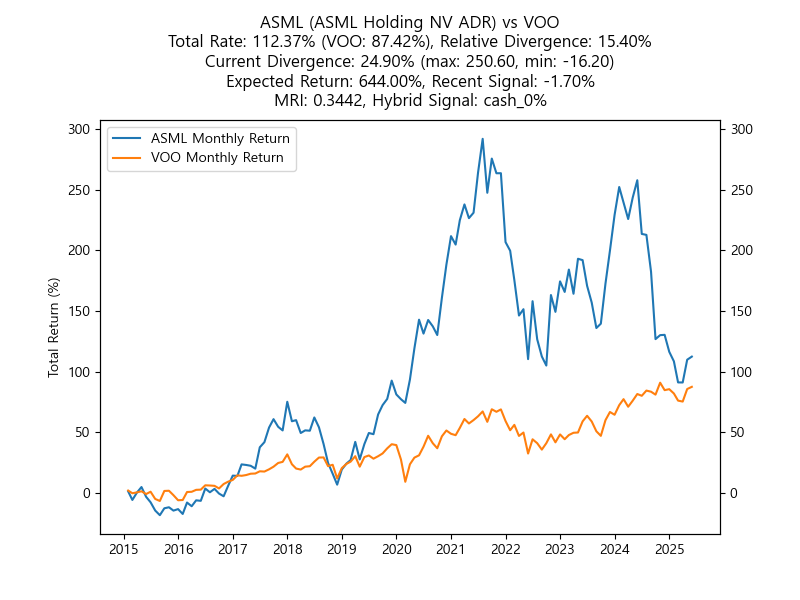 ASML (ASML Holding NV ADR) vs VOO
Total Rate: 112.37% (VOO: 87.42%), Relative Divergence: 15.40%
Current Divergence: 24.90% (max: 250.60, min: -16.20)
Expected Return: 644.00%, Recent Signal: -1.70%
MRI: 0.3442, Hybrid Signal: cash_0%
ASML Monthly Return
VOO Monthly Return
Total Return (%)
300
250
200
150
100
50
0
300
250
200
150
100
50
0
2015 2016 2017 2018 2019 2020 2021 2022 2023 2024 2025